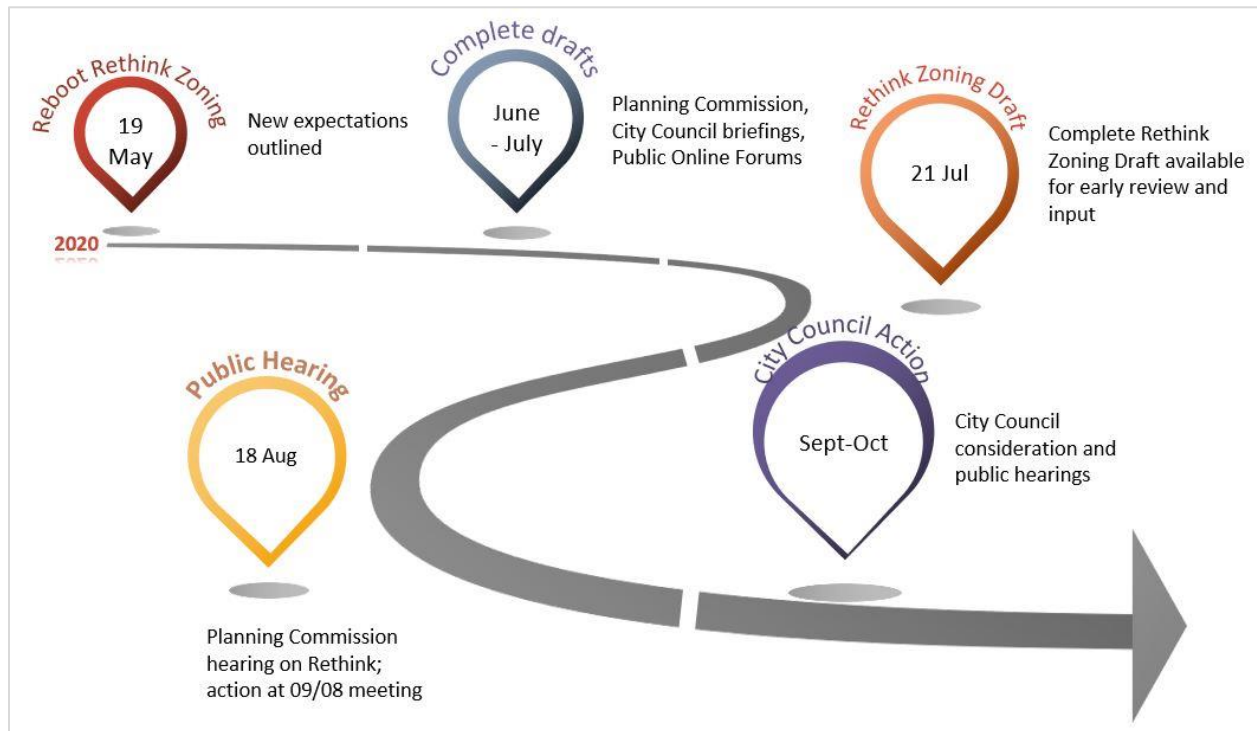 Reboot Rethink Zoning
19
May
New expectations
outlined
Complete drafts
June
- July
Planning Commission,
City Council briefings,
Public Online Forums
Rethink Zoning Draft
21 Jul
Complete Rethink
Zoning Draft available
for early review and
input
2020
Public Hearing
18 Aug
Planning Commission
hearing on Rethink;
action at 09/08 meeting
City Council Action
Sept-Oct
City Council
consideration and
public hearings